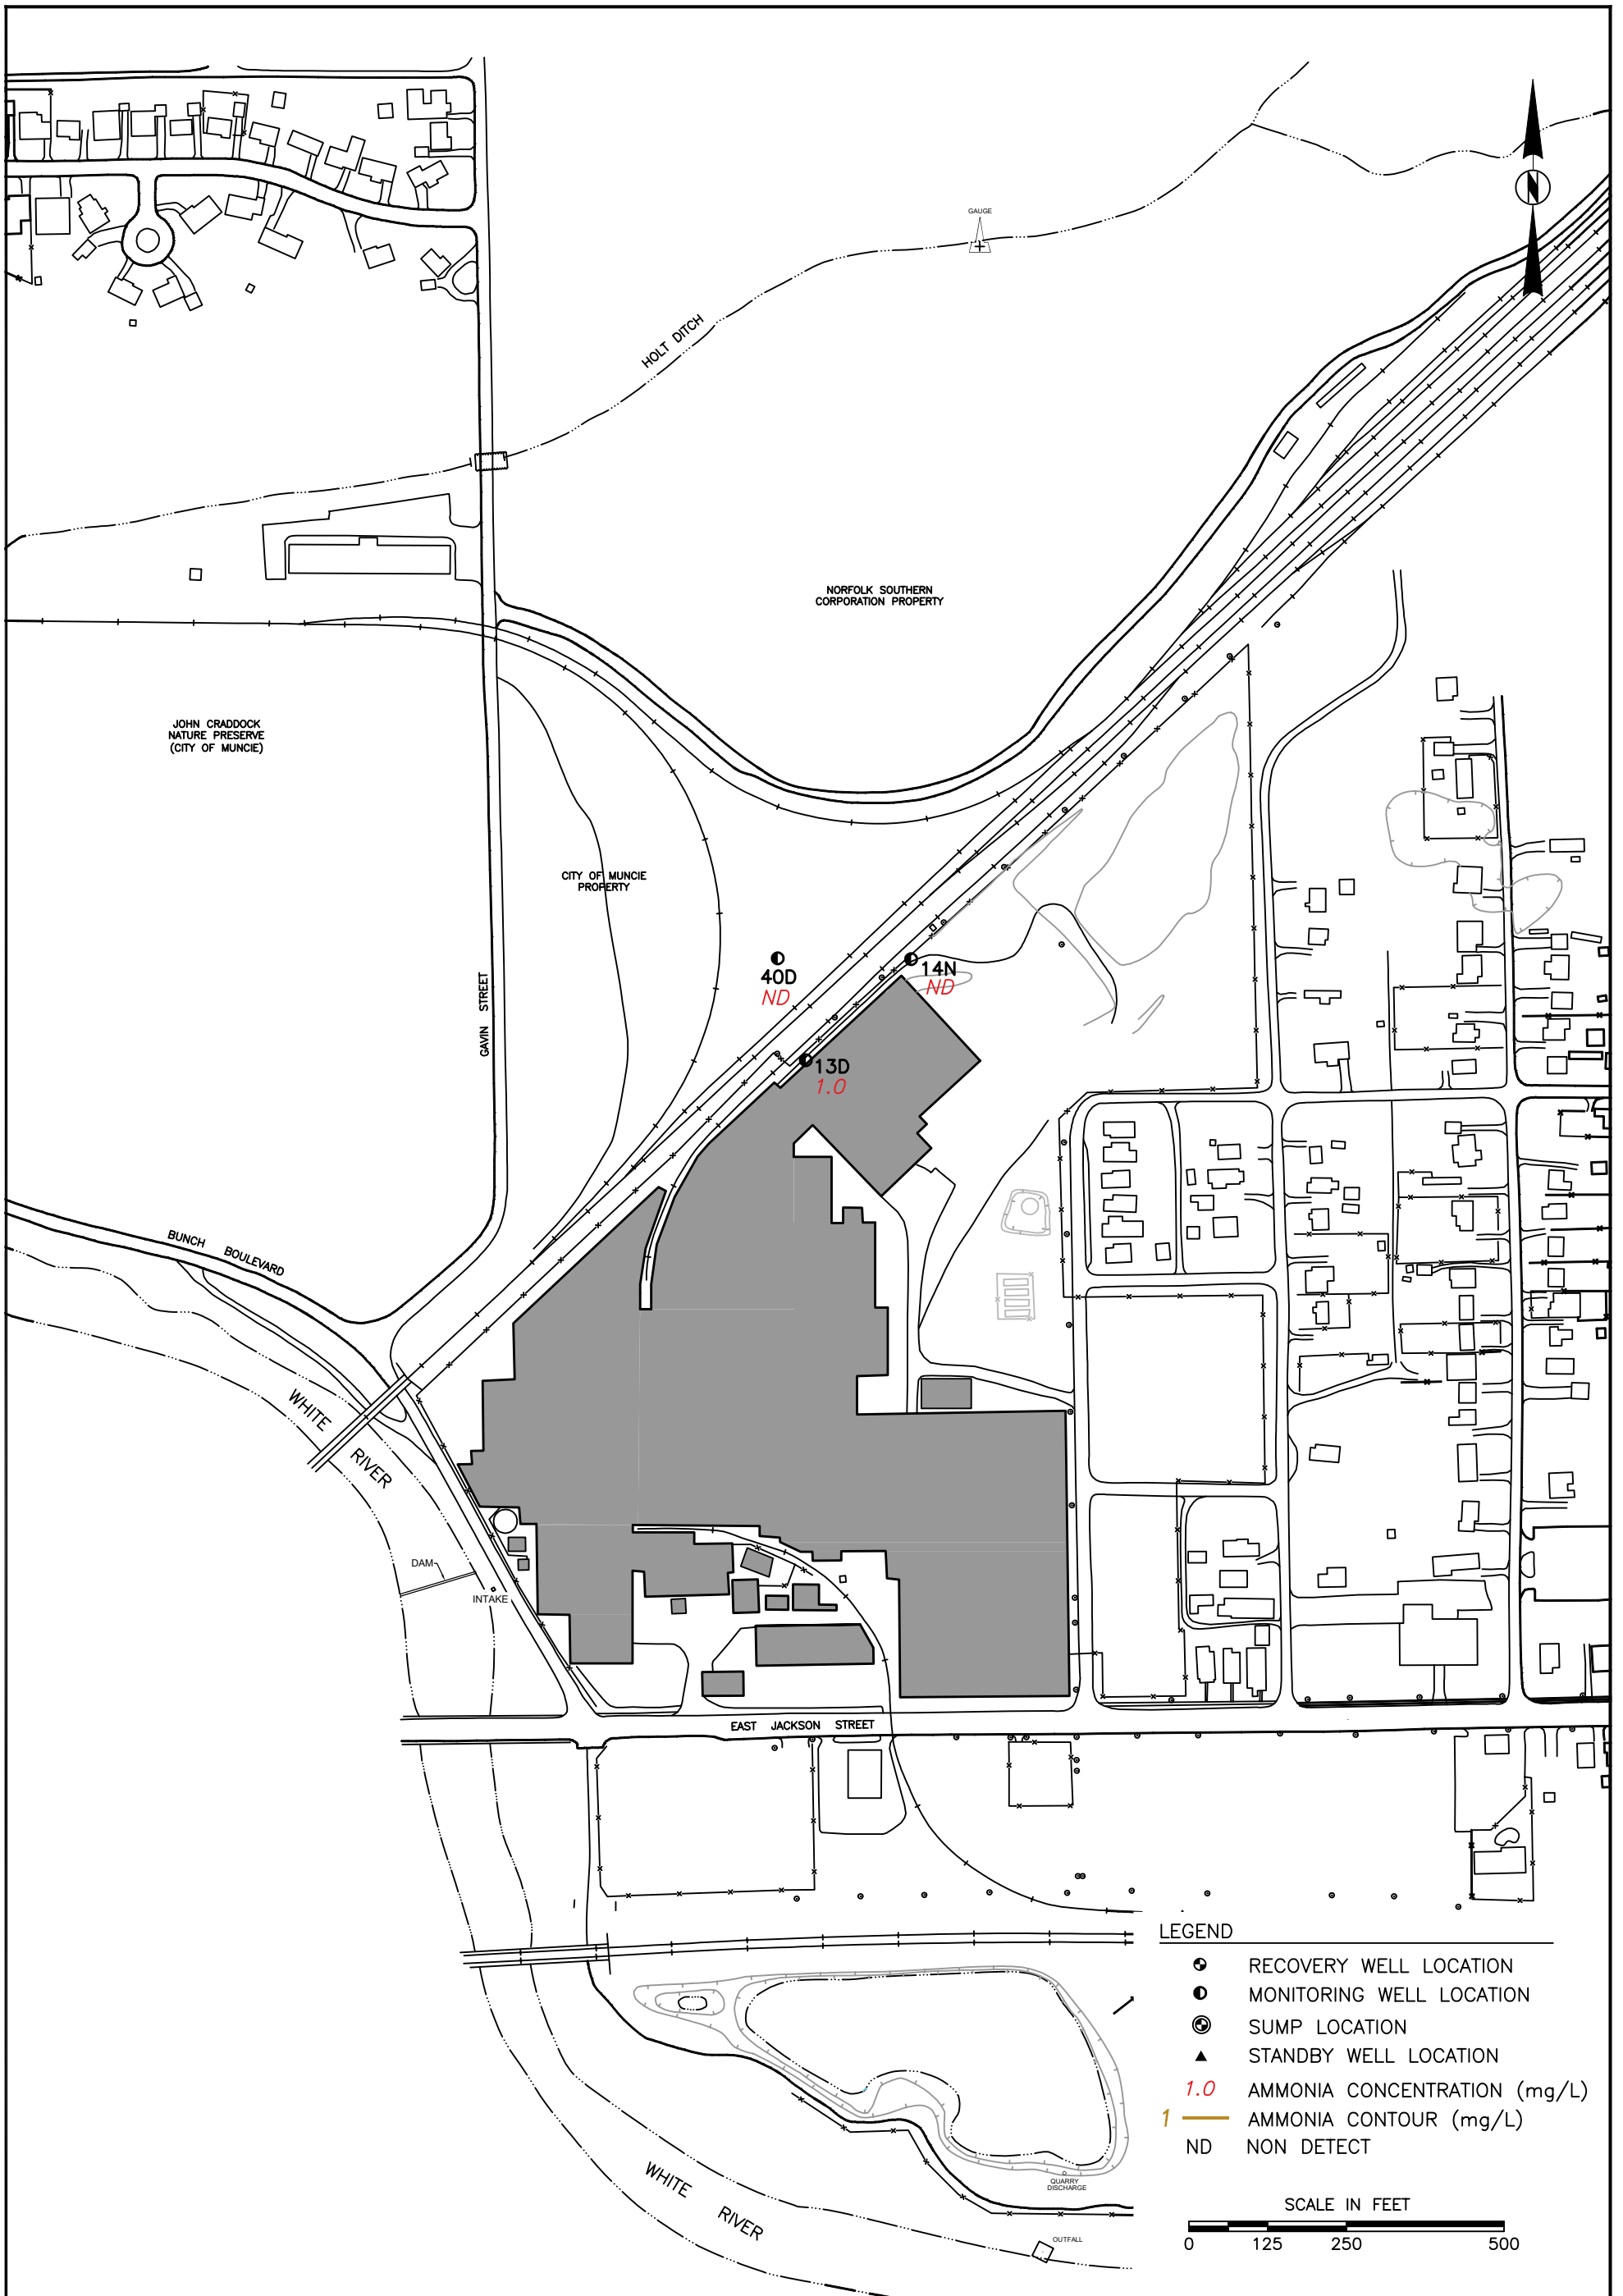 GAUGE
N
HOLT DITCH
NORFOLK SOUTHERN
CORPORATION PROPERTY
JOHN CRADDOCK
NATURE PRESERVE
(CITY OF MUNCIE)
CITY OF MUNCIE
PROPERTY
GAVIN STREET
40D
ND
14N
ND
13D
1.0
BUNCH BOULEVARD
WHITE RIVER
DAM
INTAKE
EAST JACKSON STREET
LEGEND
RECOVERY WELL LOCATION
MONITORING WELL LOCATION
SUMP LOCATION
STANDBY WELL LOCATION
1.0 AMMONIA CONCENTRATION (mg/L)
1 AMMONIA CONTOUR (mg/L)
ND NON DETECT
WHITE RIVER
QUARRY
DISCHARGE
OUTFALL
SCALE IN FEET
0 125 250 500